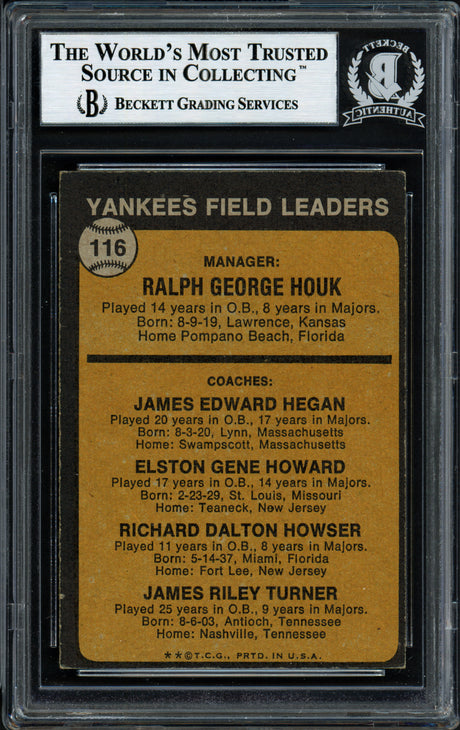 THE WORLD'S MOST TRUSTED
SOURCE IN COLLECTING™
B BECKETT GRADING SERVICES
BECKETT
B
AUTHENTIC
YANKEES FIELD LEADERS
116
MANAGER:
RALPH GEORGE HOUK
Played 14 years in O.B., 8 years in Majors.
Born: 8-9-19, Lawrence, Kansas
Home Pompano Beach, Florida
COACHES:
JAMES EDWARD HEGAN
Played 20 years in O.B., 17 years in Majors.
Born: 8-3-20, Lynn, Massachusetts
Home: Swampscott, Massachusetts
ELSTON GENE HOWARD
Played 17 years in O.B., 14 years in Majors.
Born: 2-23-29, St. Louis, Missouri
Home: Teaneck, New Jersey
RICHARD DALTON HOWSER
Played 11 years in O.B., 8 years in Majors.
Born: 5-14-37, Miami, Florida
Home: Fort Lee, New Jersey
JAMES RILEY TURNER
Played 25 years in O.B., 9 years in Majors.
Born: 8-6-03, Antioch, Tennessee
Home: Nashville, Tennessee
**©T.C.G., PRTD. IN U.S.A.